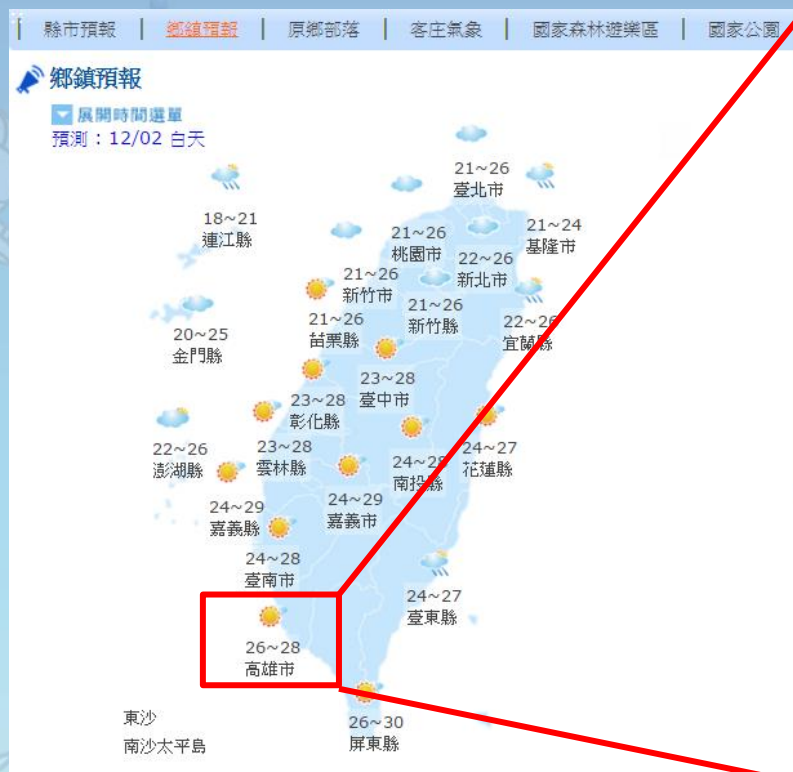 縣市預報 | 鄉鎮預報 | 原鄉部落 | 客庄氣象 | 國家森林遊樂區 | 國家公園
鄉鎮預報
展開時間選單
預測：12/02 白天
21~26
臺北市
18~21
連江縣
21~26
桃園市
21~24
基隆市
22~26
新北市
21~26
新竹市
21~26
新竹縣
21~26
苗栗縣
22~26
宜蘭縣
20~25
金門縣
23~28
臺中市
23~28
彰化縣
22~26
澎湖縣
23~28
雲林縣
24~28
南投縣
24~27
花蓮縣
24~29
嘉義縣
24~29
嘉義市
24~28
臺南市
24~27
臺東縣
26~28
高雄市
26~30
屏東縣
東沙
南沙太平島